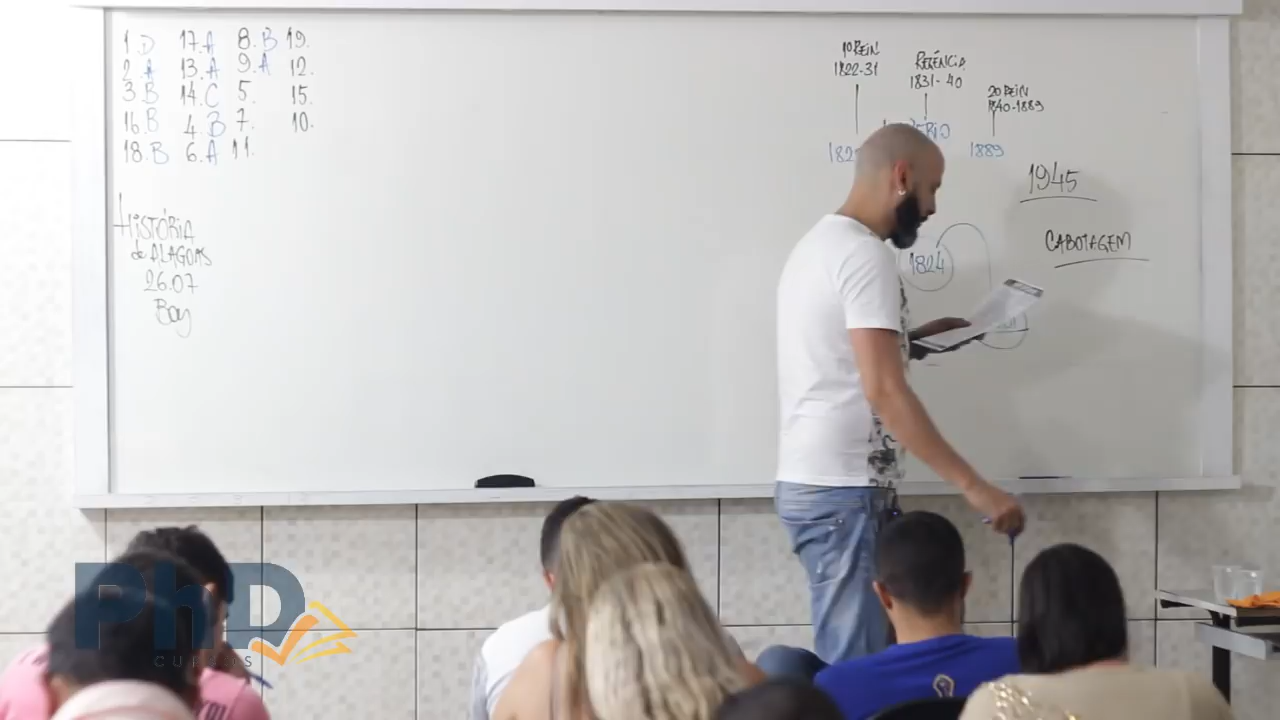 1. D 17. A 8. B 19.
2. A 13. A 9. A 12.
3. B 14. C 5. 15.
16. B 4. B 7. 10.
18. B 6. A 11.
HISTÓRIA
de ALAGOAS
26.07
Bay
1º REIN
1822-31
REGÊNCIA
1831-40
2º REIN
1840-1889
182
1889
1945
CABOTAGEM
1824
PhD
CURSOS